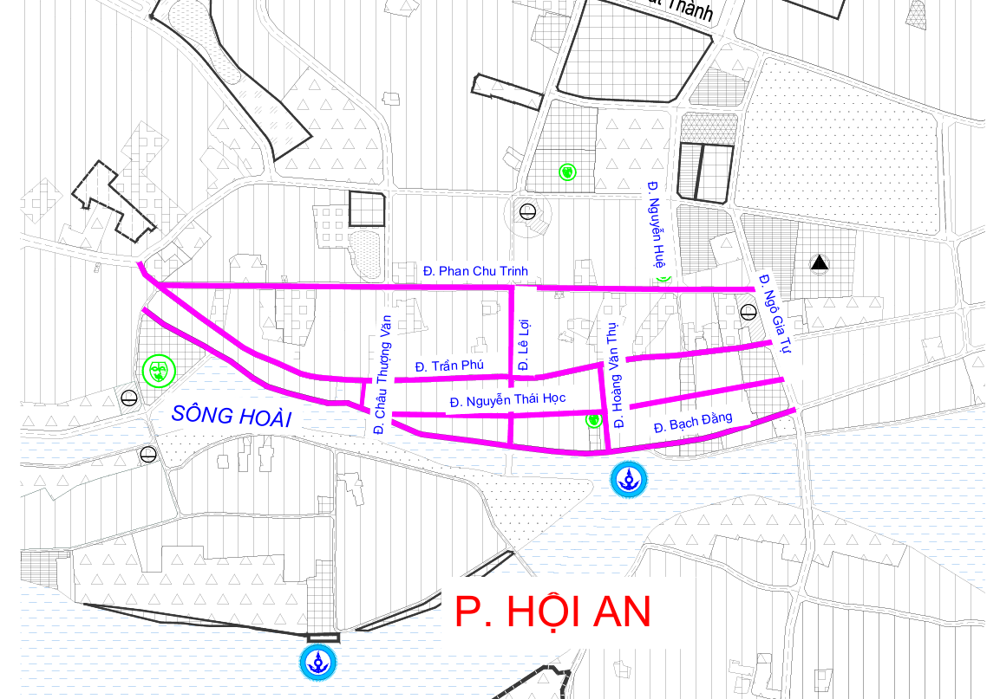 Thành
Đ. Nguyễn Huệ
Đ. Phan Chu Trinh
Đ. Ngô Gia Tự
Đ. Châu Thượng Văn
Đ. Lê Lợi
Đ. Hoàng Văn Thụ
Đ. Trần Phú
Đ. Nguyễn Thái Học
Đ. Bạch Đằng
SÔNG HOÀI
P. HỘI AN